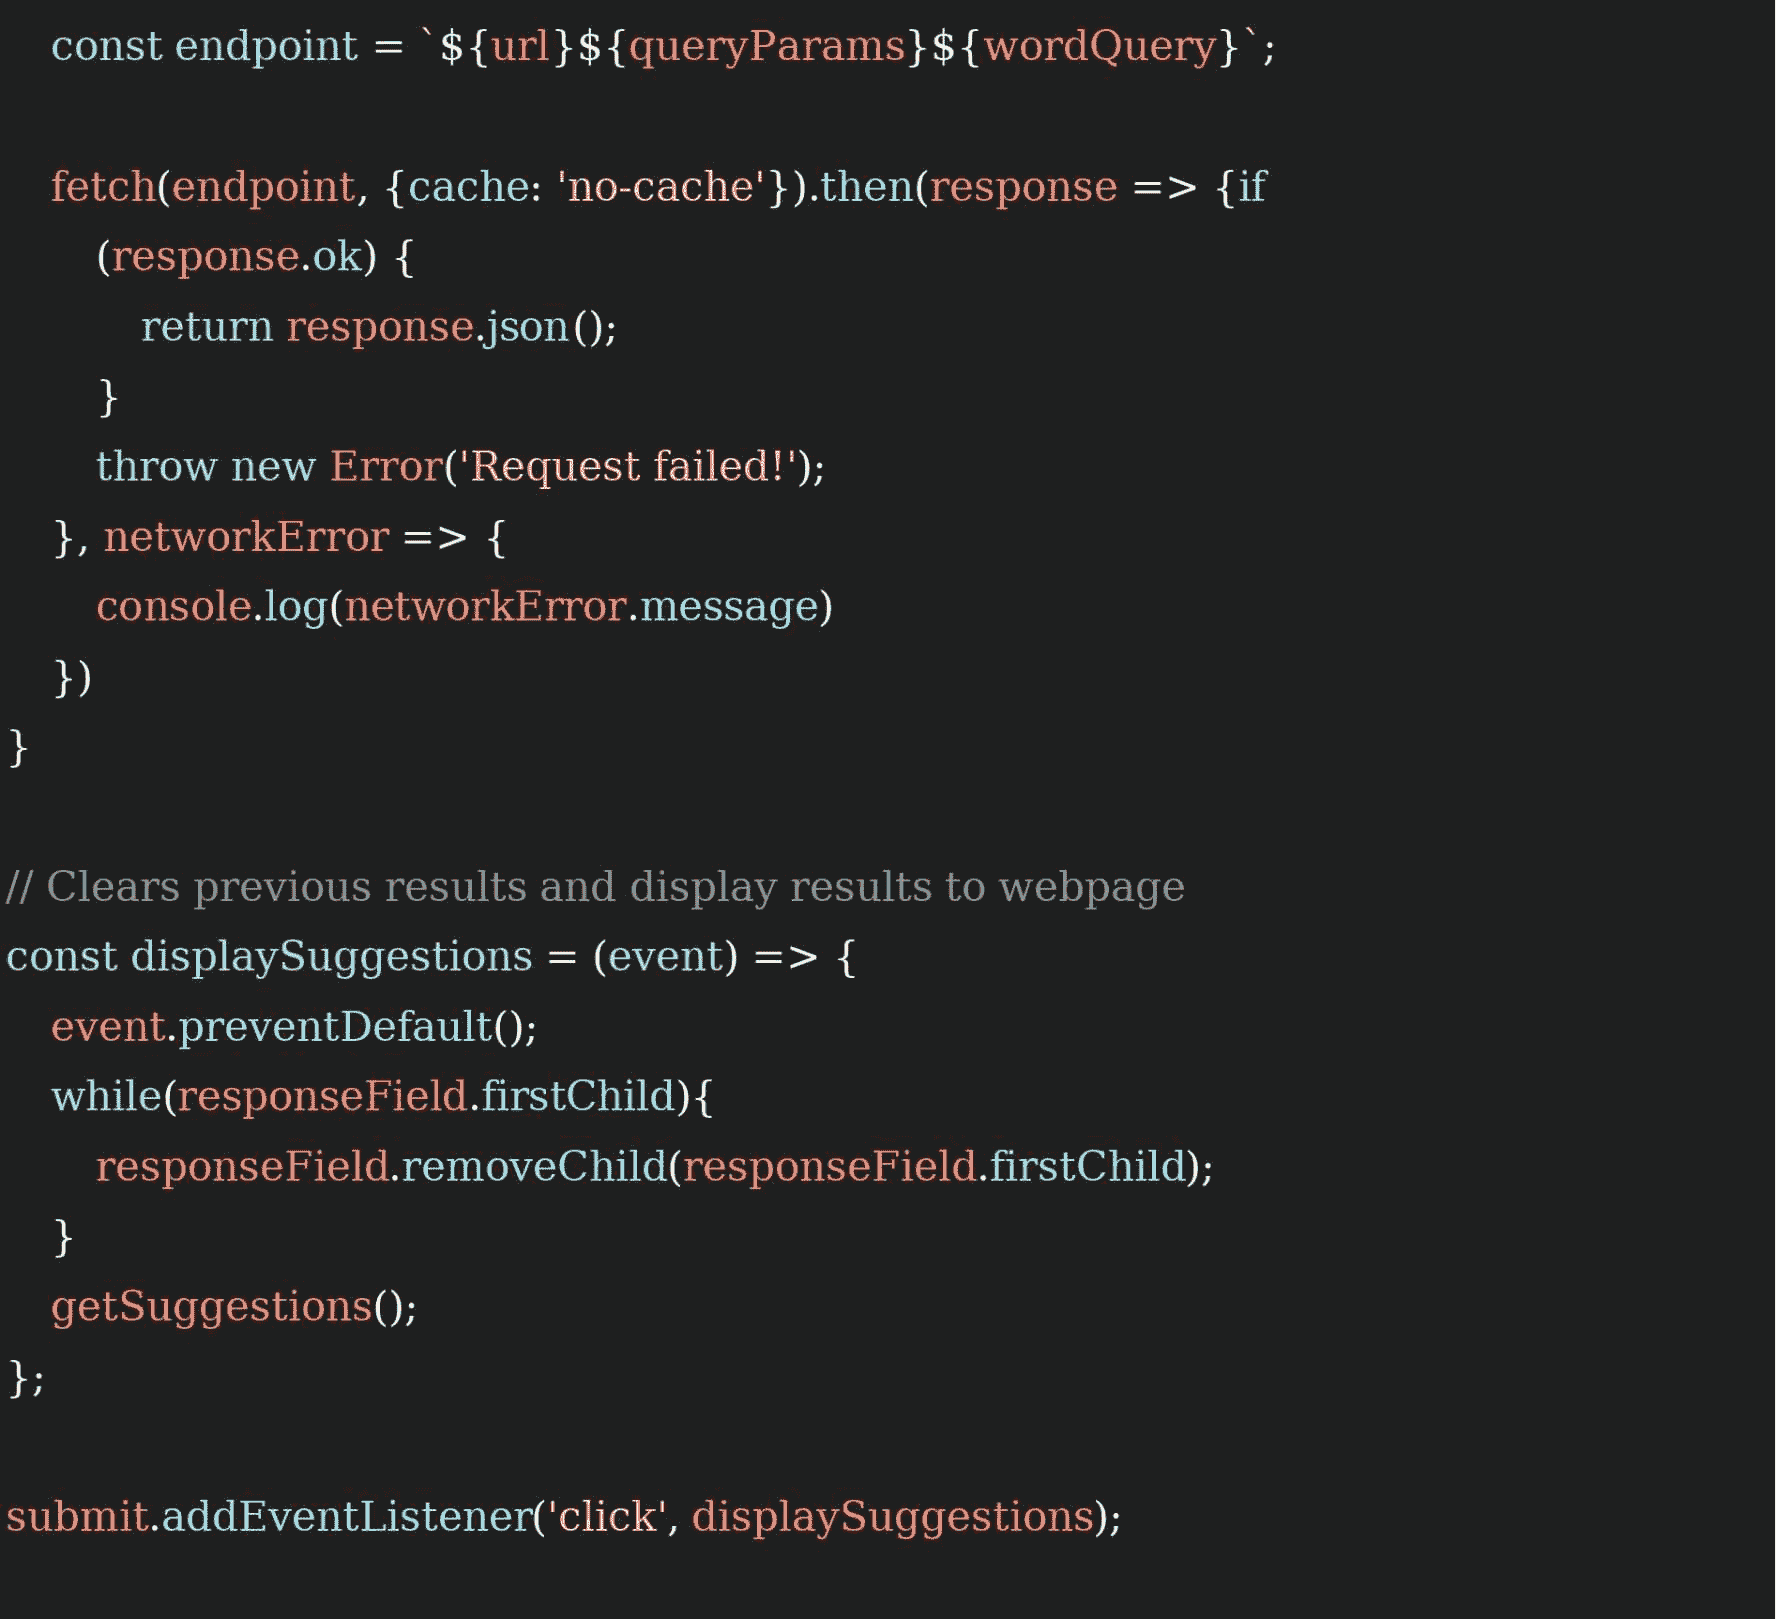 const endpoint = `${url}${queryParams}${wordQuery}`;
fetch(endpoint, {cache: 'no-cache'}).then(response => {if
(response.ok) {
return response.json();
}
throw new Error('Request failed!');
}, networkError => {
console.log(networkError.message)
})
}
// Clears previous results and display results to webpage
const displaySuggestions = (event) => {
event.preventDefault();
while(responseField.firstChild){
responseField.removeChild(responseField.firstChild);
}
getSuggestions();
};
submit.addEventListener('click', displaySuggestions);